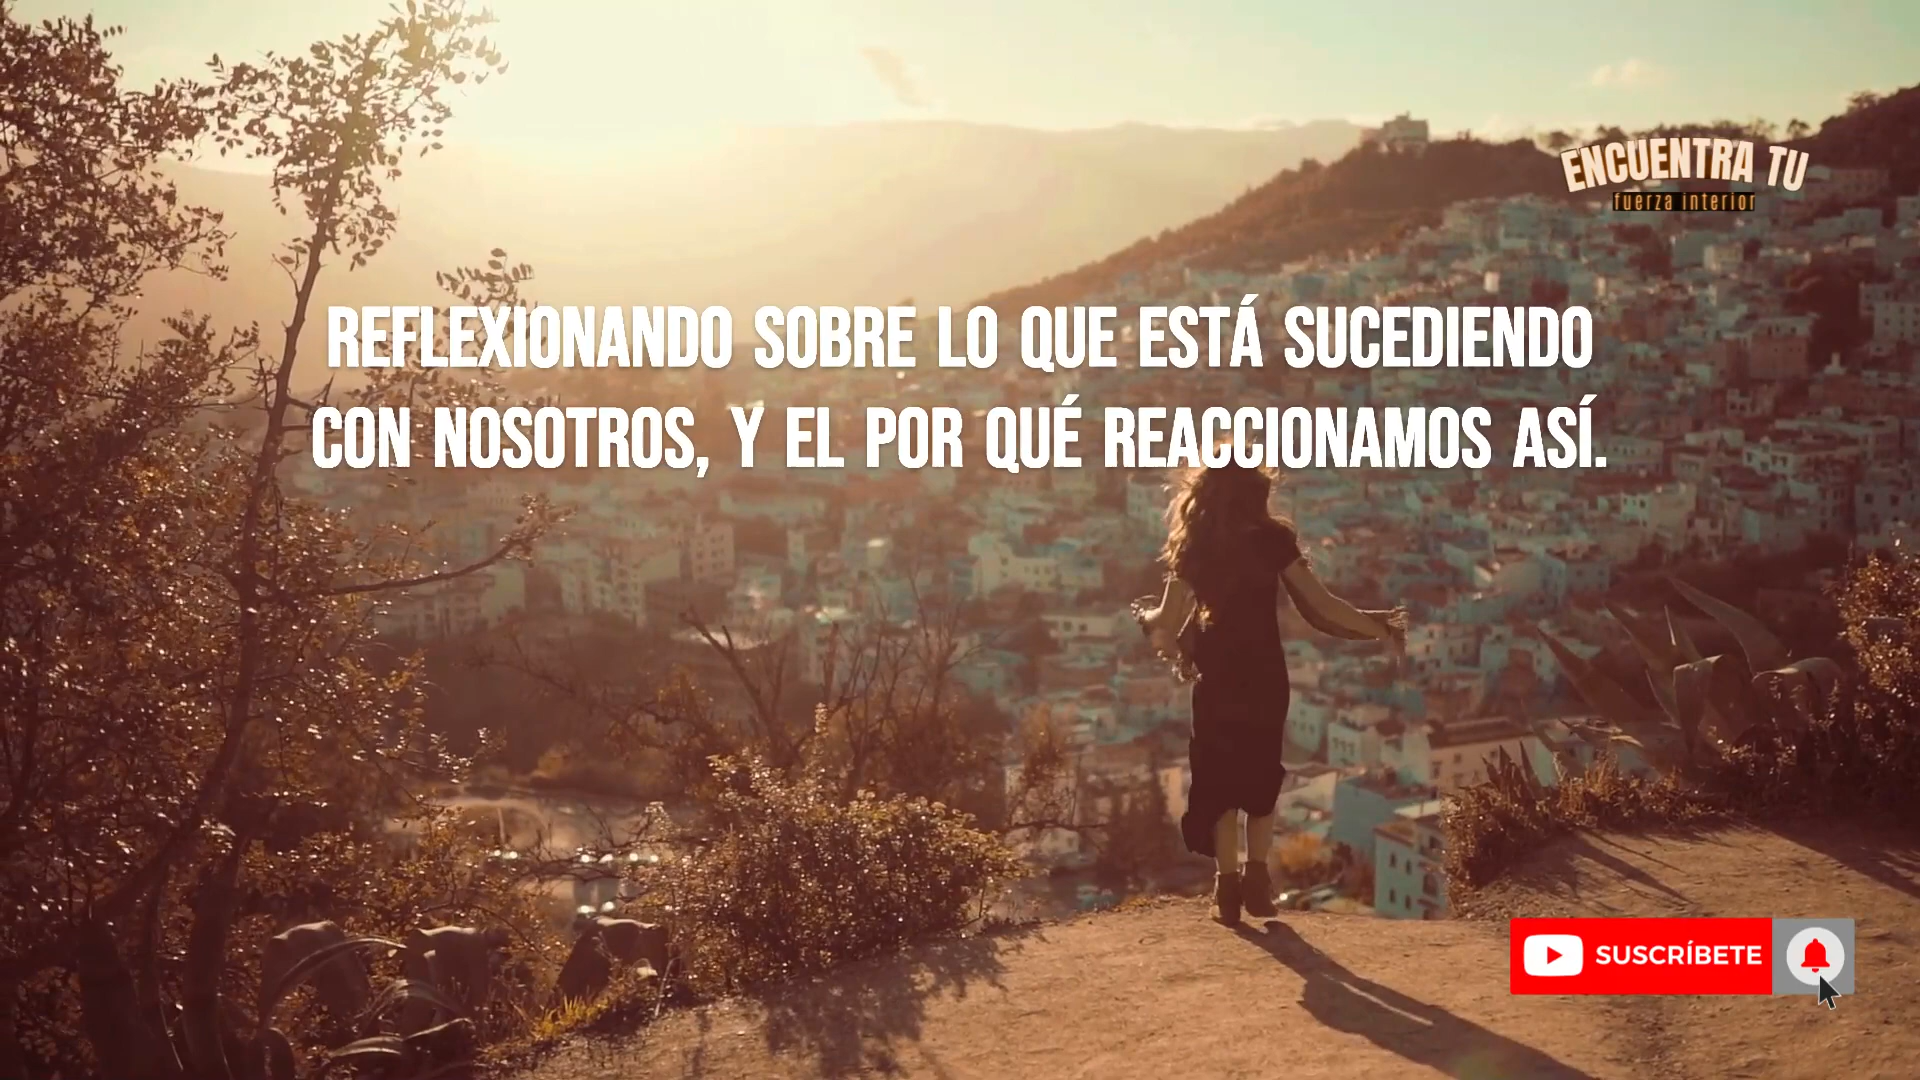 ENCUENTRA TU
fuerza interior
REFLEXIONANDO SOBRE LO QUE ESTÁ SUCEDIENDO
CON NOSOTROS, Y EL POR QUÉ REACCIONAMOS ASÍ.
SUSCRÍBETE